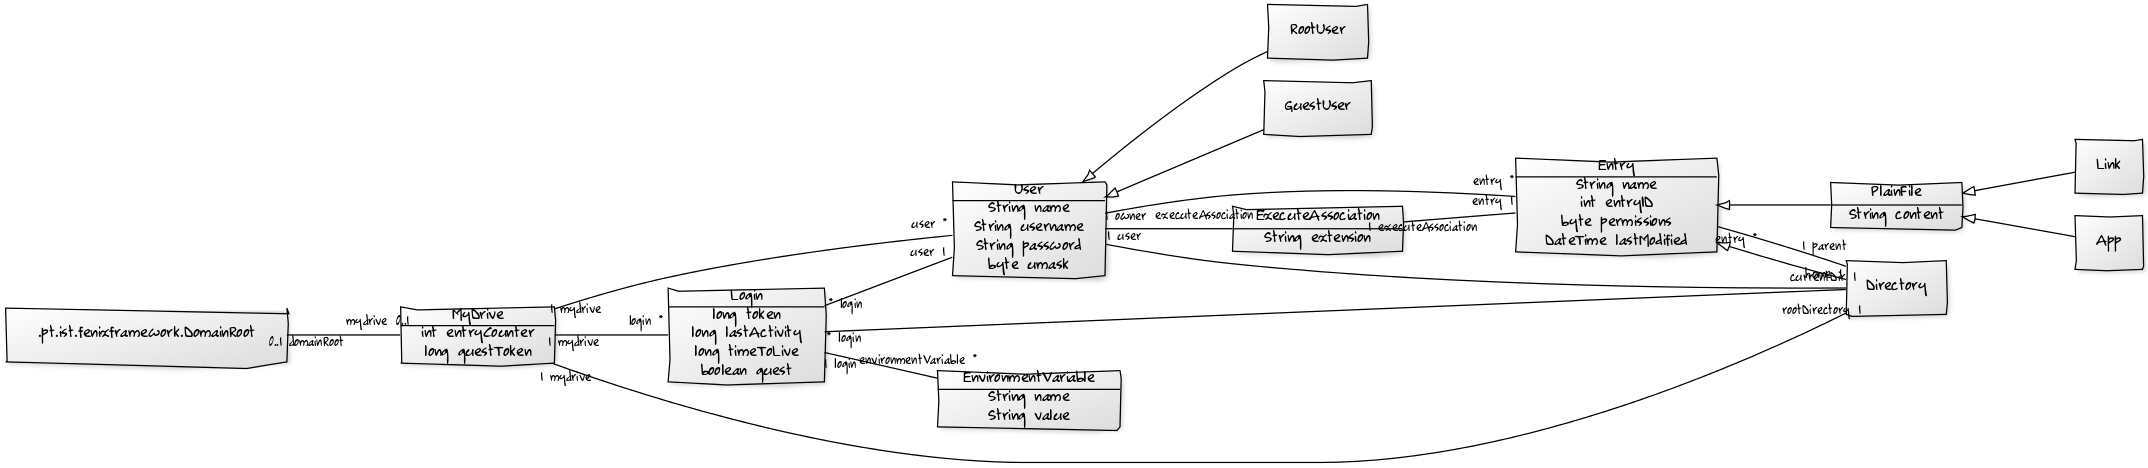 RootUser
GuestUser
Link
App
Entry
String name
int entryID
byte permissions
DateTime lastModified
PlainFile
String content
User
String name
String username
String password
byte umask
ExecuteAssociation
String extension
Directory
Login
long token
long lastActivity
long timeToLive
boolean guest
MyDrive
int entryCounter
long guestToken
.pt.ist.fenixframework.DomainRoot
EnvironmentVariable
String name
String value
entry *
entry 1
1 owner
executeAssociation
1 executeAssociation
1 user
user *
user 1
entry *
1 parent
1
rootDirectory 1
* login
* login
1 login
environmentVariable *
1 mydrive
login *
1 mydrive
1 mydrive
mydrive 0..1
0..1 domainRoot